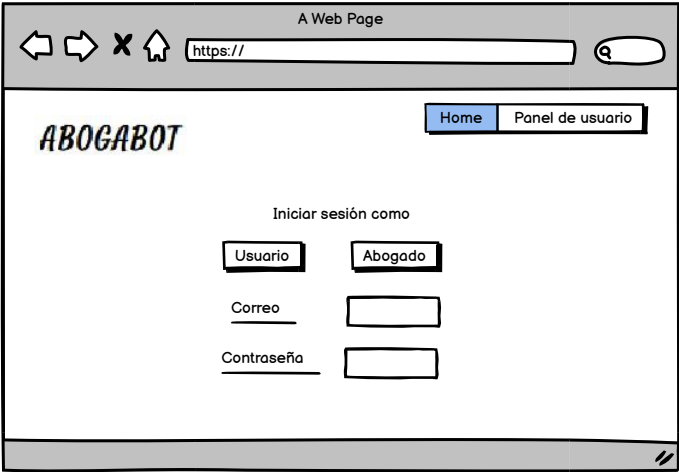 A Web Page
https://
ABOGABOT
Home
Panel de usuario
Iniciar sesión como
Usuario
Abogado
Correo
Contraseña